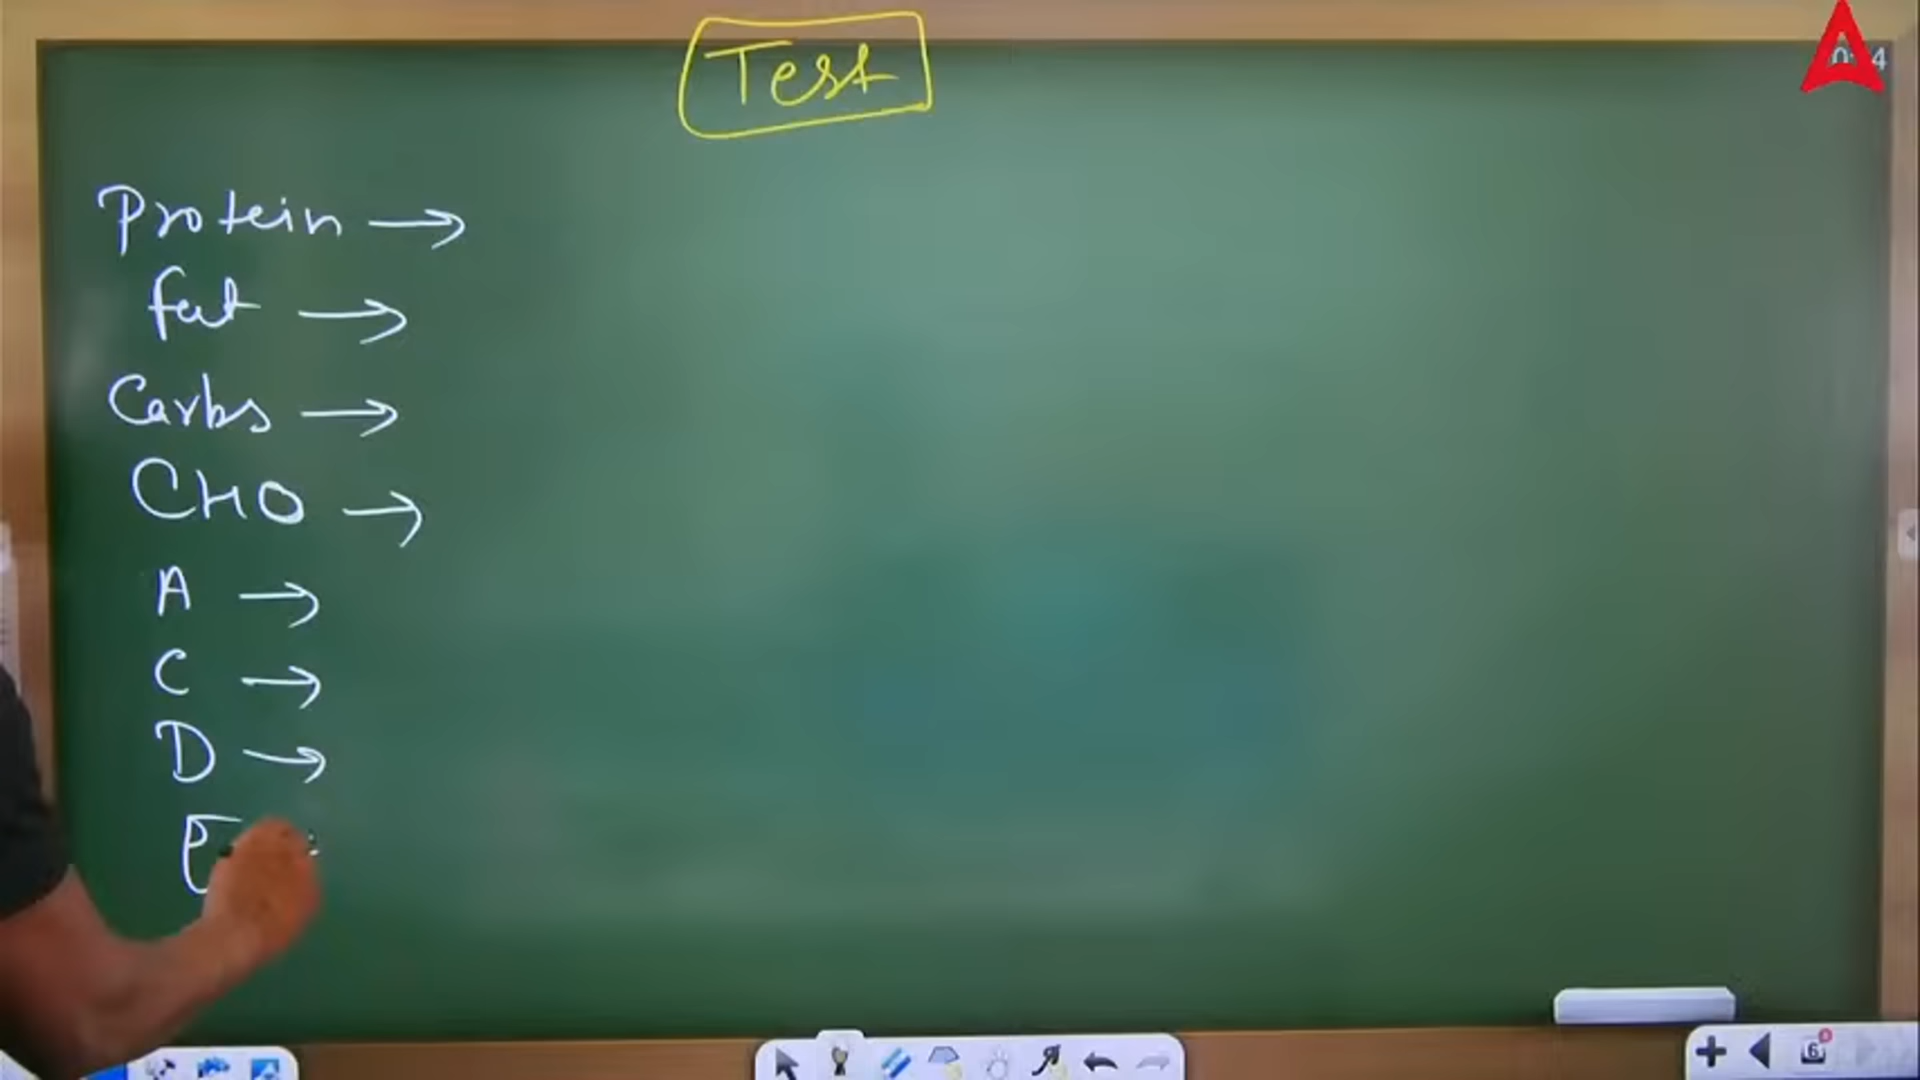 Test
Protein →
fat →
Carbs →
CHO →
A →
C →
D →
E